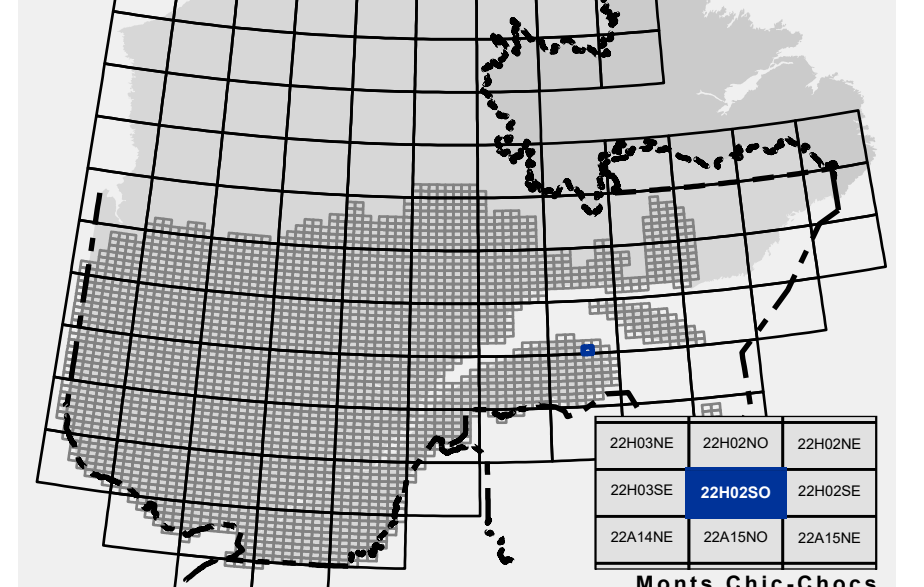 22H03NE 22H02NO 22H02NE
22H03SE 22H02SO 22H02SE
22A14NE 22A15NO 22A15NE
Monts Chic-Chocs